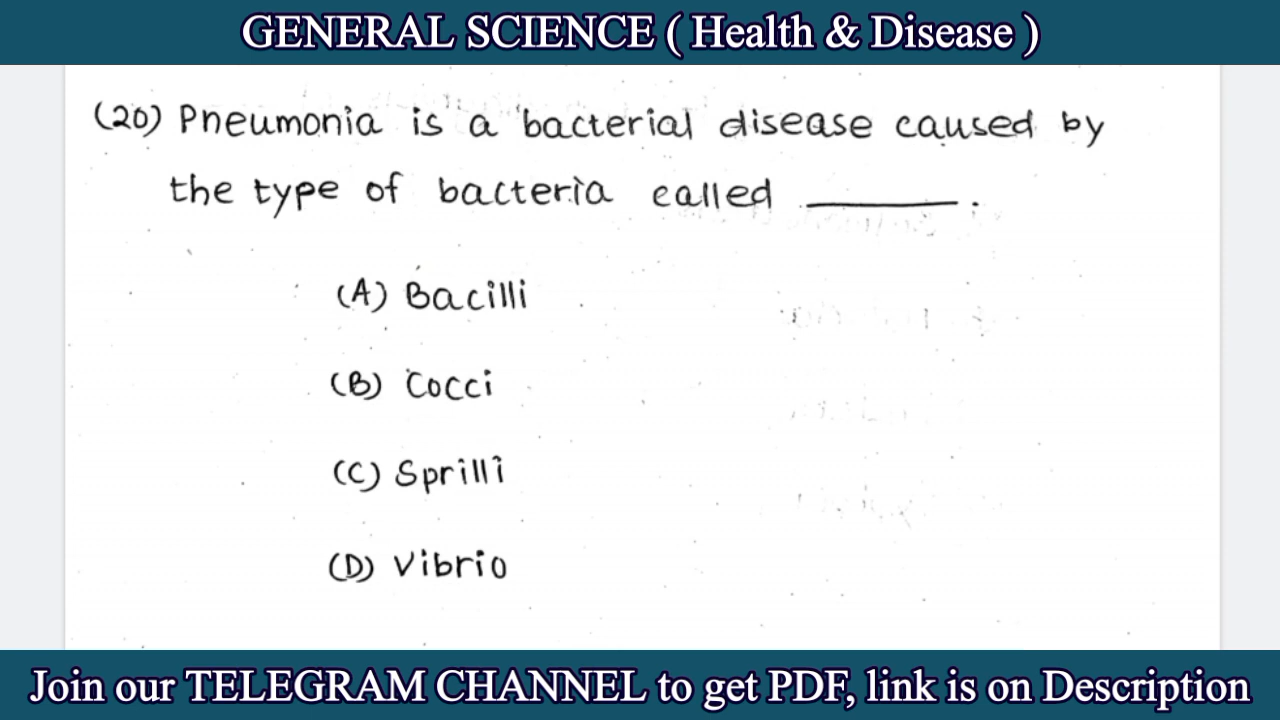 GENERAL SCIENCE ( Health & Disease )
(20) Pneumonia is a bacterial disease caused by
the type of bacteria called ______.
(A) Bacilli
(B) Cocci
(C) Sprilli
(D) Vibrio
Join our TELEGRAM CHANNEL to get PDF, link is on Description